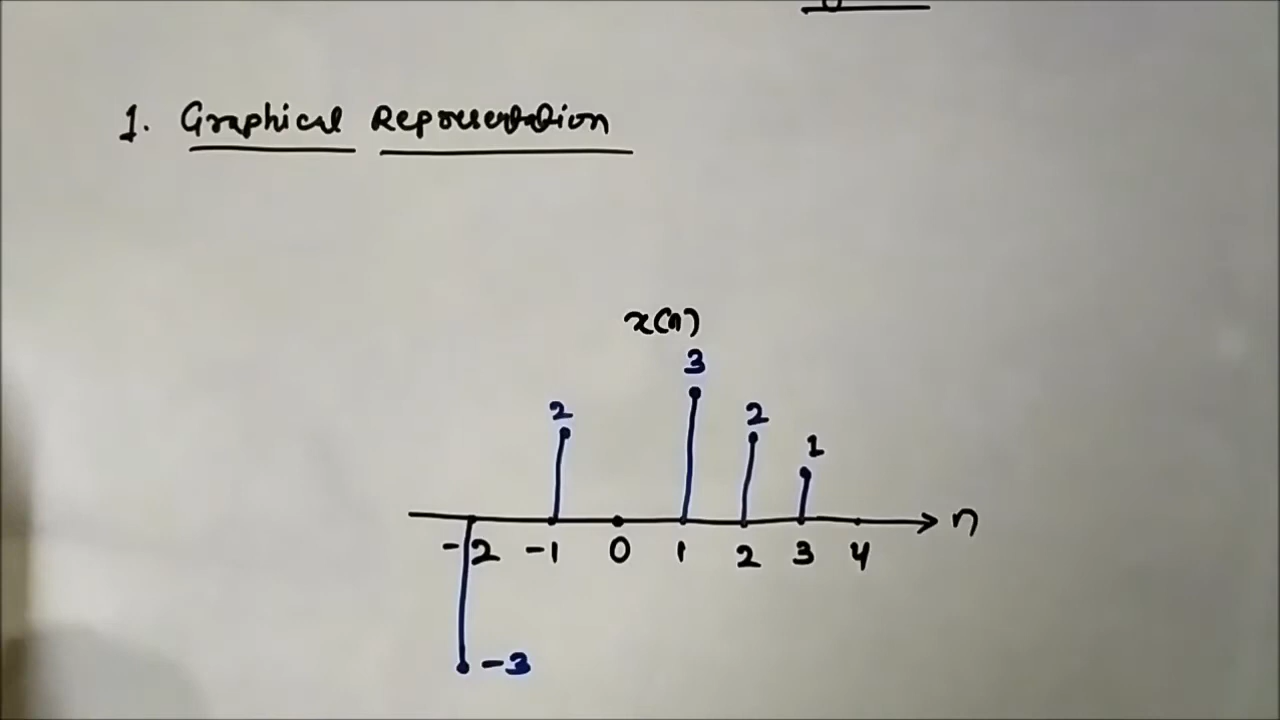 1. Graphical Representation
x(n)
3
2 2
1
n
-2 -1 0 1 2 3 4
-3